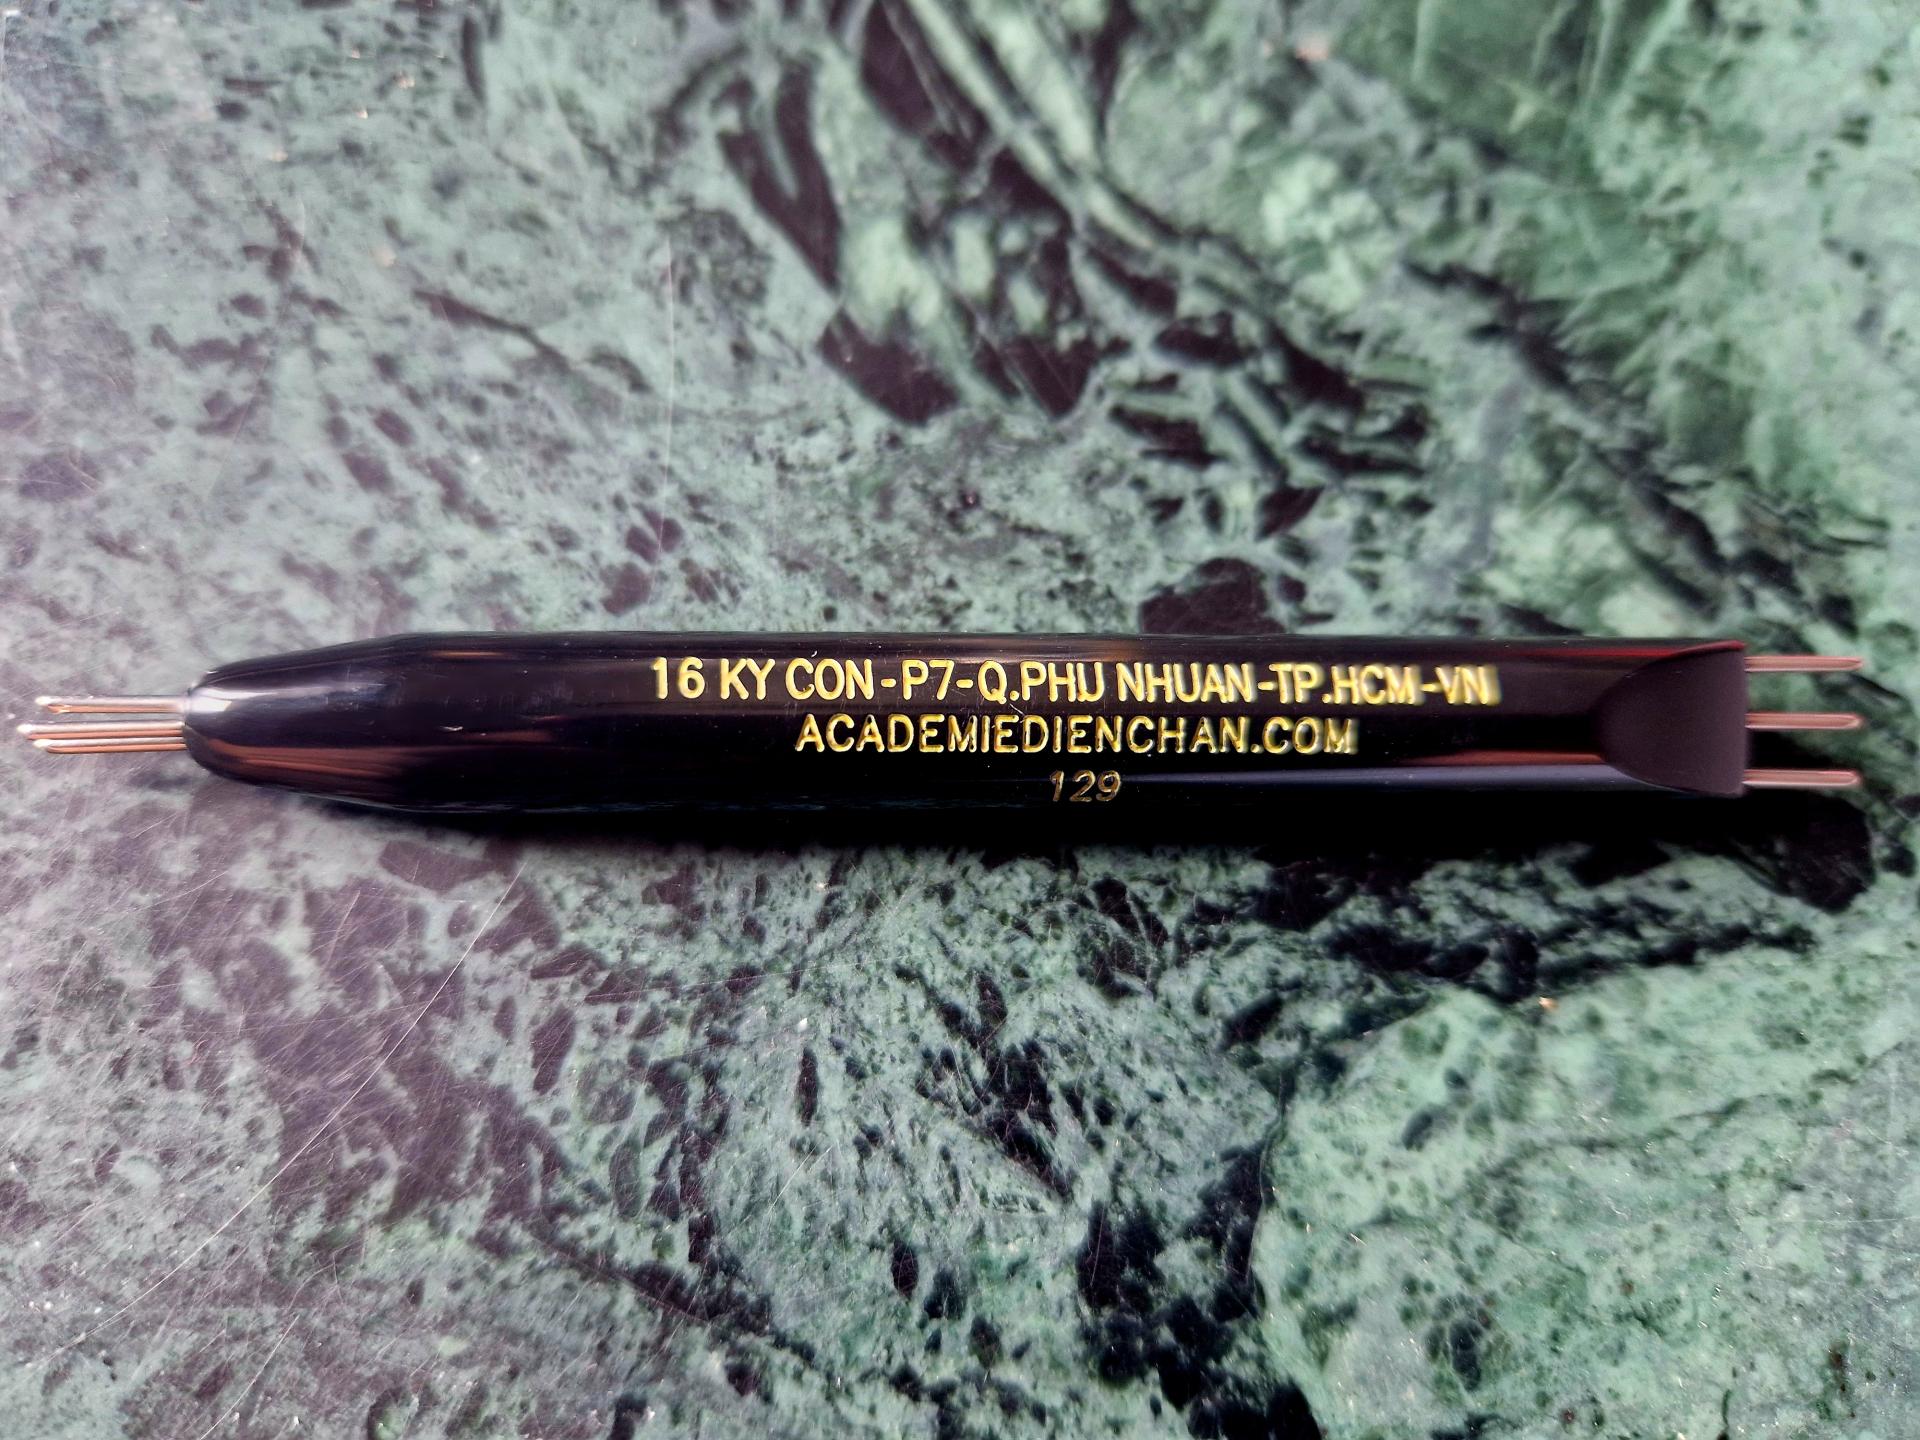 16 KY CON-P7-Q.PHU NHUAN-TP.HCM-VN
ACADEMIEDIENCHAN.COM
129